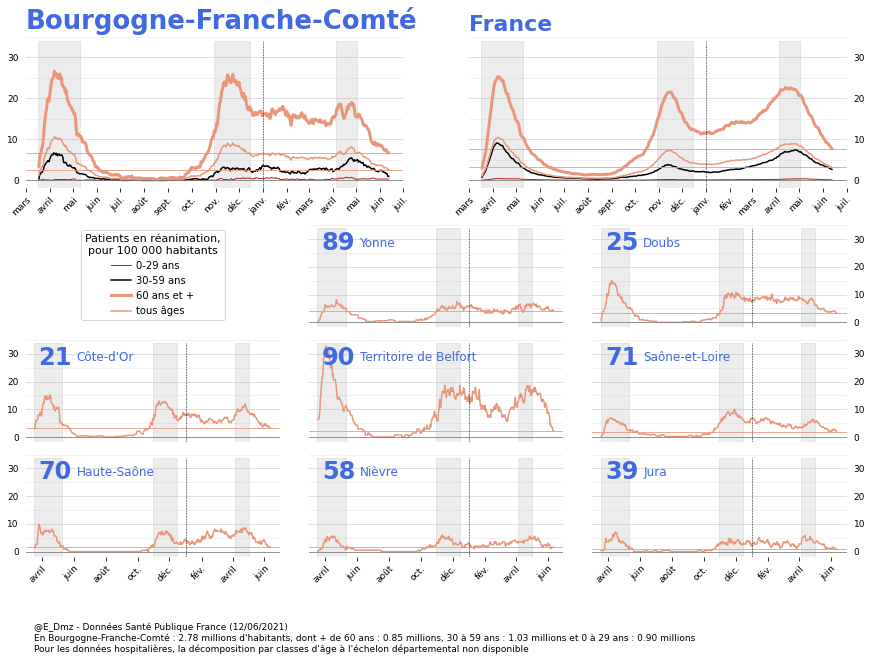 Bourgogne-Franche-Comté
France
30
20
10
0
30
20
10
0
mars
avril
mai
juin
juil.
août
sept.
oct.
nov.
déc.
janv.
fév.
mars
avril
mai
juin
juil.
mars
avril
mai
juin
juil.
août
sept.
oct.
nov.
déc.
janv.
fév.
mars
avril
mai
juin
juil.
Patients en réanimation,
pour 100 000 habitants
0-29 ans
30-59 ans
60 ans et +
tous âges
89 Yonne
25 Doubs
30
20
10
0
21 Côte-d'Or
90 Territoire de Belfort
71 Saône-et-Loire
30
20
10
0
30
20
10
0
70 Haute-Saône
58 Nièvre
39 Jura
30
20
10
0
30
20
10
0
avril
juin
août
oct.
déc.
fév.
avril
juin
avril
juin
août
oct.
déc.
fév.
avril
juin
avril
juin
août
oct.
déc.
fév.
avril
juin
@E_Dmz - Données Santé Publique France (12/06/2021)
En Bourgogne-Franche-Comté : 2.78 millions d'habitants, dont + de 60 ans : 0.85 millions, 30 à 59 ans : 1.03 millions et 0 à 29 ans : 0.90 millions
Pour les données hospitalières, la décomposition par classes d'âge à l'échelon départemental non disponible